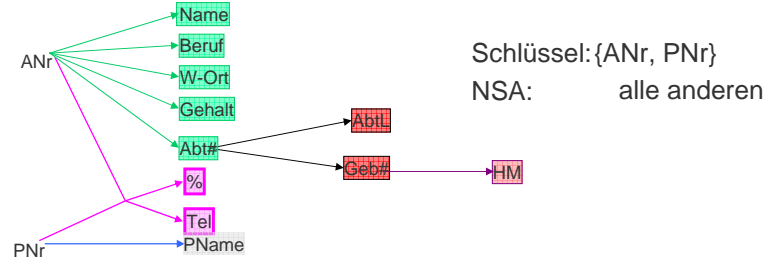 Name
Beruf
ANr
W-Ort
Gehalt
Abt#
AbtL
Geb#
HM
%
Tel
PNr
PName
Schlüssel: {ANr, PNr}
NSA: alle anderen